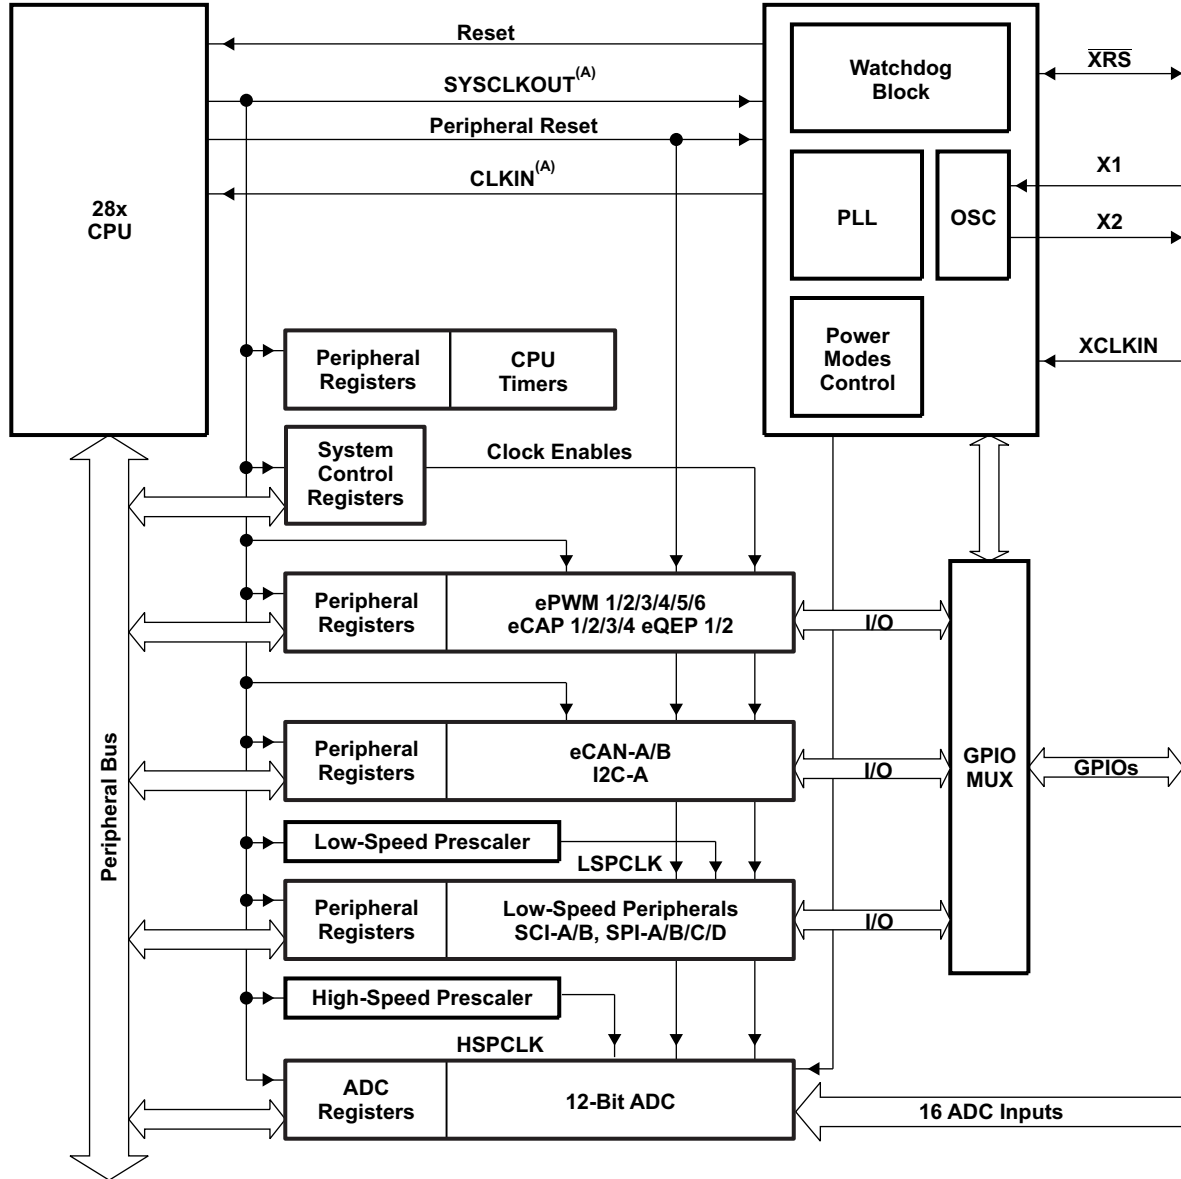 Reset
SYSCLKOUT(A)
Peripheral Reset
CLKIN(A)
28x
CPU
Watchdog
Block
PLL
OSC
Power
Modes
Control
XRS
X1
X2
XCLKIN
Peripheral
Registers
CPU
Timers
System
Control
Registers
Clock Enables
Peripheral
Registers
ePWM 1/2/3/4/5/6
eCAP 1/2/3/4 eQEP 1/2
I/O
Peripheral
Registers
eCAN-A/B
I2C-A
I/O
GPIO
MUX
GPIOs
Peripheral Bus
Low-Speed Prescaler
LSPCLK
Peripheral
Registers
Low-Speed Peripherals
SCI-A/B, SPI-A/B/C/D
I/O
High-Speed Prescaler
HSPCLK
ADC
Registers
12-Bit ADC
16 ADC Inputs